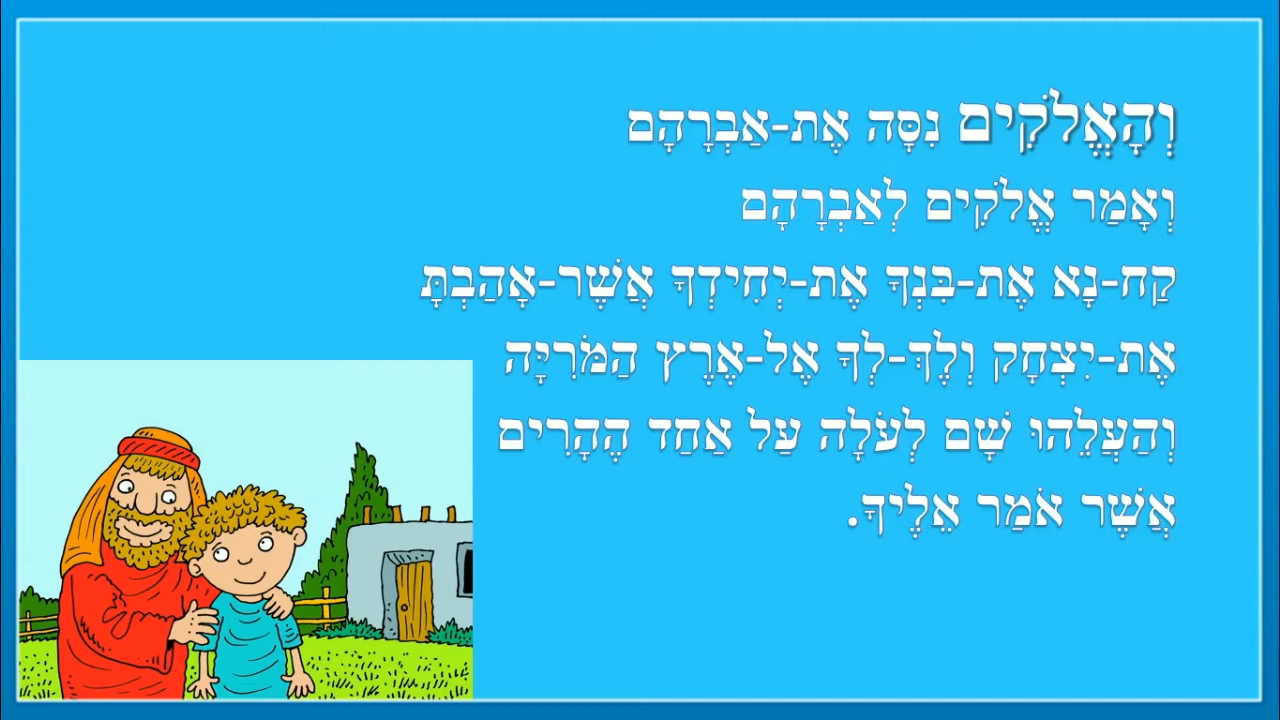 וְהָאֱלֹקִים נִסָּה אֶת-אַבְרָהָם
וְאָמַר אֱלֹקִים לְאַבְרָהָם
קַח-נָא אֶת-בִּנְךָ אֶת-יְחִידְךָ אֲשֶׁר-אָהַבְתָּ
אֶת-יִצְחָק וְלֶךְ-לְךָ אֶל-אֶרֶץ הַמֹּרִיָּה
וְהַעֲלֵהוּ שָׁם לְעֹלָה עַל אַחַד הֶהָרִים
אֲשֶׁר אֹמַר אֵלֶיךָ.